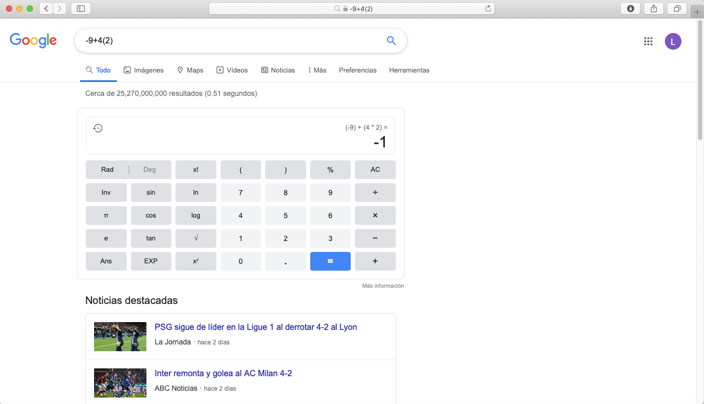 -9+4(2)
Google
-9+4(2)
L
Todo Imágenes Maps Vídeos Noticias Más Preferencias Herramientas
Cerca de 25,270,000,000 resultados (0.51 segundos)
(-9) + (4 * 2) =
-1
Rad | Deg x! ( ) % AC
Inv sin ln 7 8 9 ÷
π cos log 4 5 6 ×
e tan √ 1 2 3 −
Ans EXP xʸ 0 . = +
Más información
Noticias destacadas
PSG sigue de líder en la Ligue 1 al derrotar 4-2 al Lyon
La Jornada · hace 2 días
Inter remonta y golea al AC Milan 4-2
ABC Noticias · hace 2 días